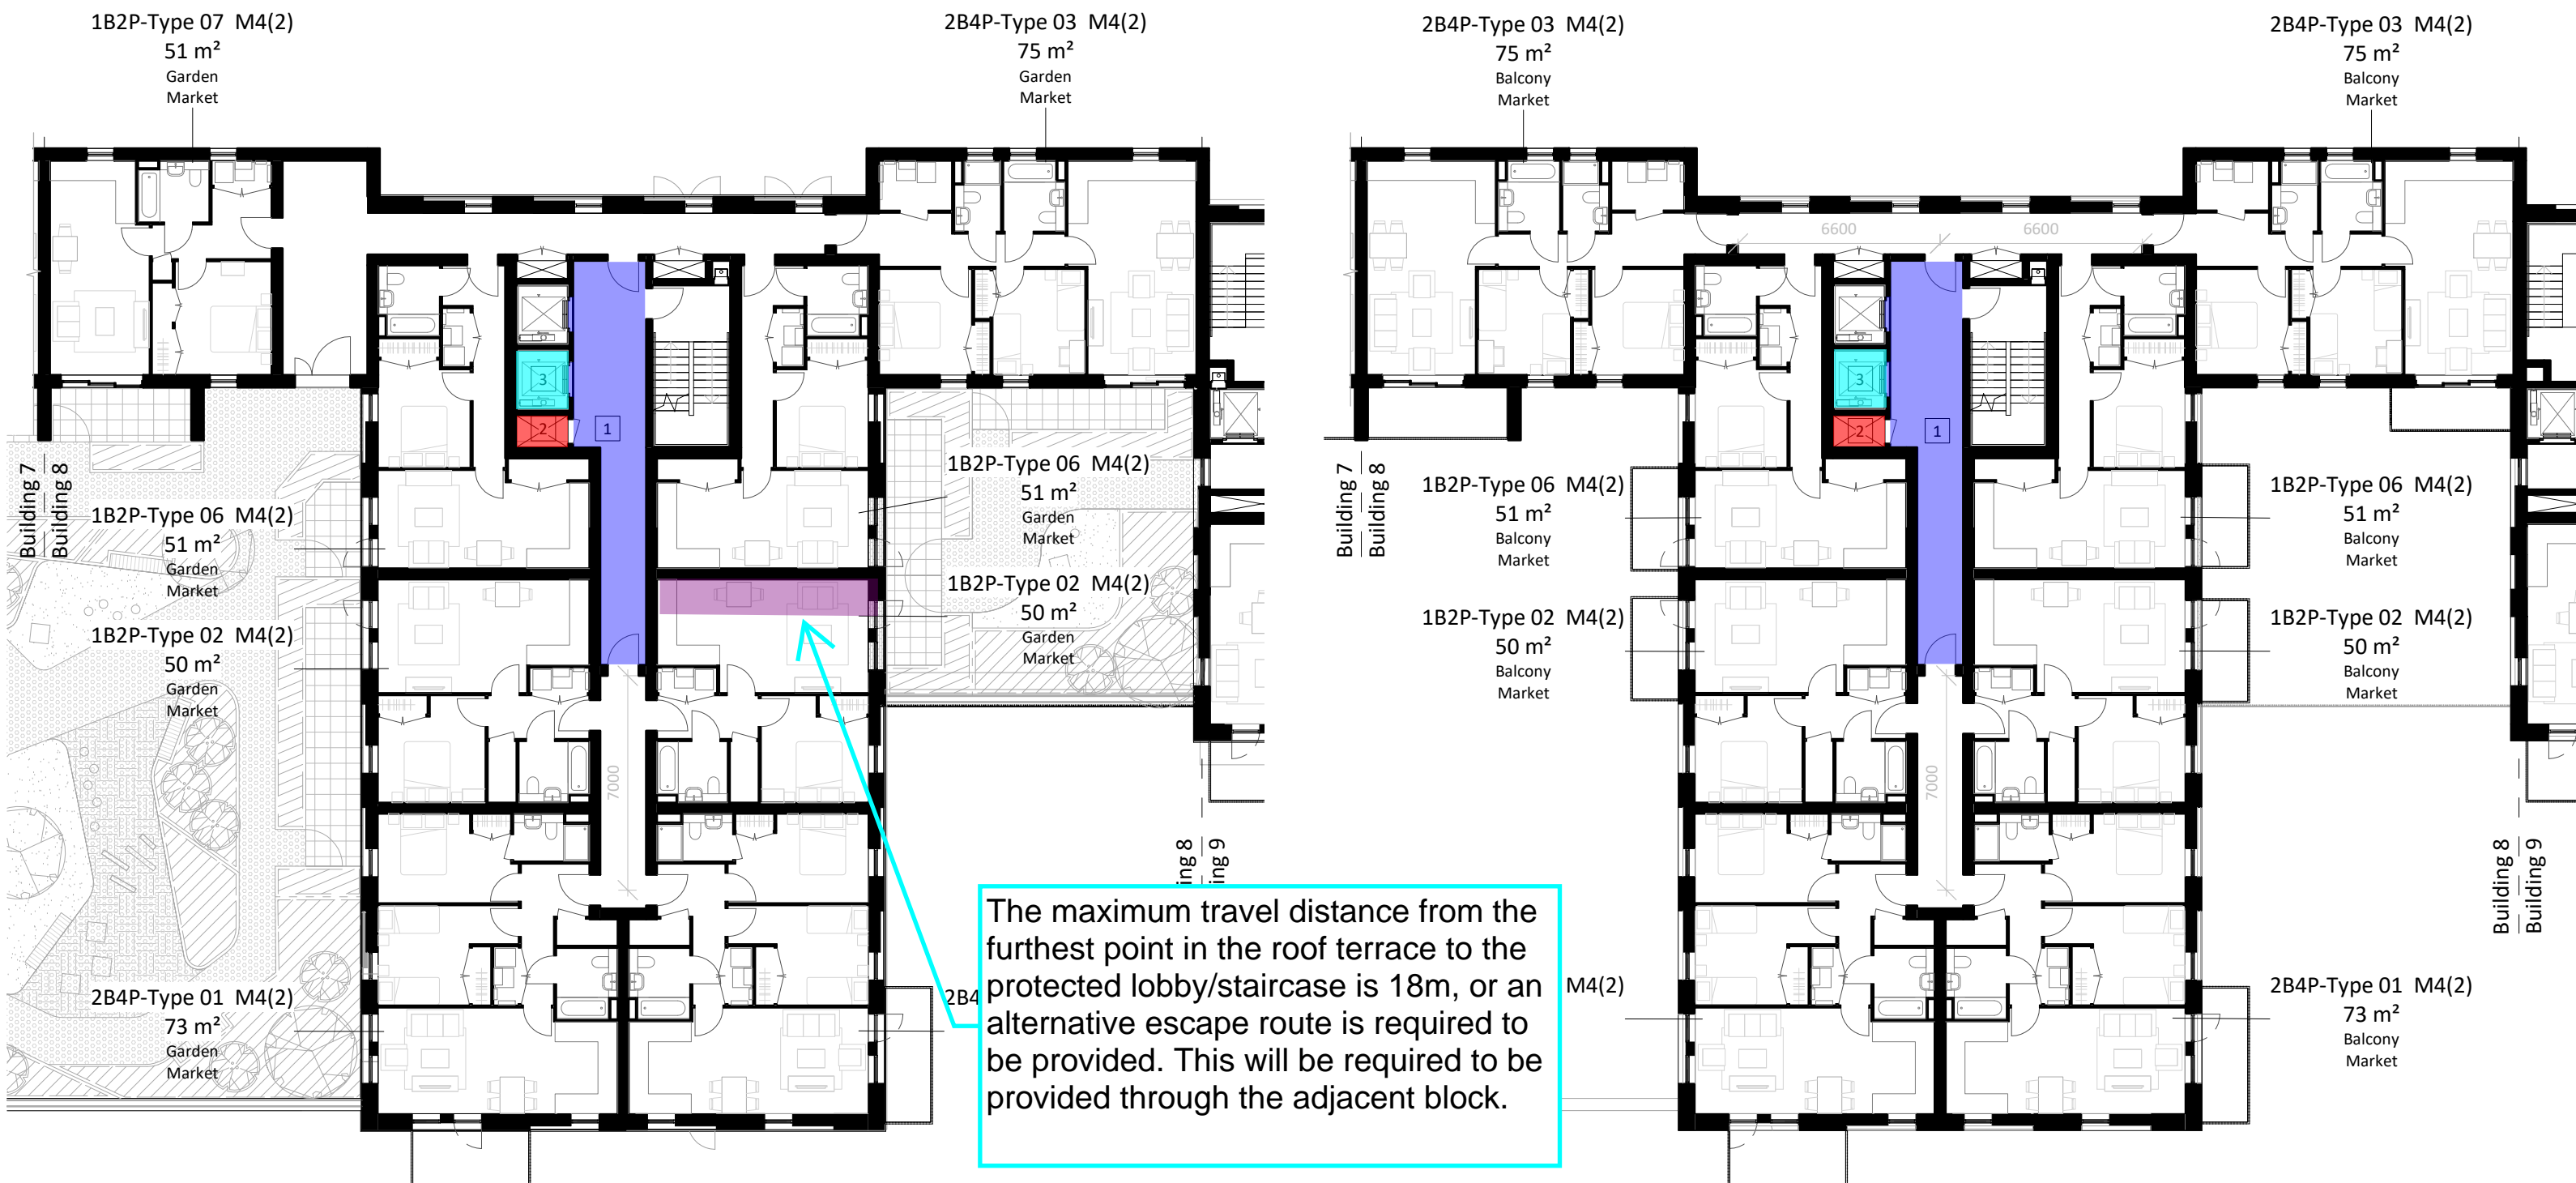 1B2P-Type 07 M4(2)
51 m²
Garden
Market
2B4P-Type 03 M4(2)
75 m²
Garden
Market
2B4P-Type 03 M4(2)
75 m²
Balcony
Market
2B4P-Type 03 M4(2)
75 m²
Balcony
Market
6600
6600
3
2
1
3
2
1
Building 7
Building 8
1B2P-Type 06 M4(2)
51 m²
Garden
Market
1B2P-Type 02 M4(2)
50 m²
Garden
Market
1B2P-Type 06 M4(2)
51 m²
Garden
Market
1B2P-Type 02 M4(2)
50 m²
Garden
Market
Building 7
Building 8
1B2P-Type 06 M4(2)
51 m²
Balcony
Market
1B2P-Type 02 M4(2)
50 m²
Balcony
Market
1B2P-Type 06 M4(2)
51 m²
Balcony
Market
1B2P-Type 02 M4(2)
50 m²
Balcony
Market
7000
7000
ing 8
ing 9
Building 8
Building 9
2B4P-Type 01 M4(2)
73 m²
Garden
Market
2B4
The maximum travel distance from the
furthest point in the roof terrace to the
protected lobby/staircase is 18m, or an
alternative escape route is required to
be provided. This will be required to be
provided through the adjacent block.
M4(2)
2B4P-Type 01 M4(2)
73 m²
Balcony
Market